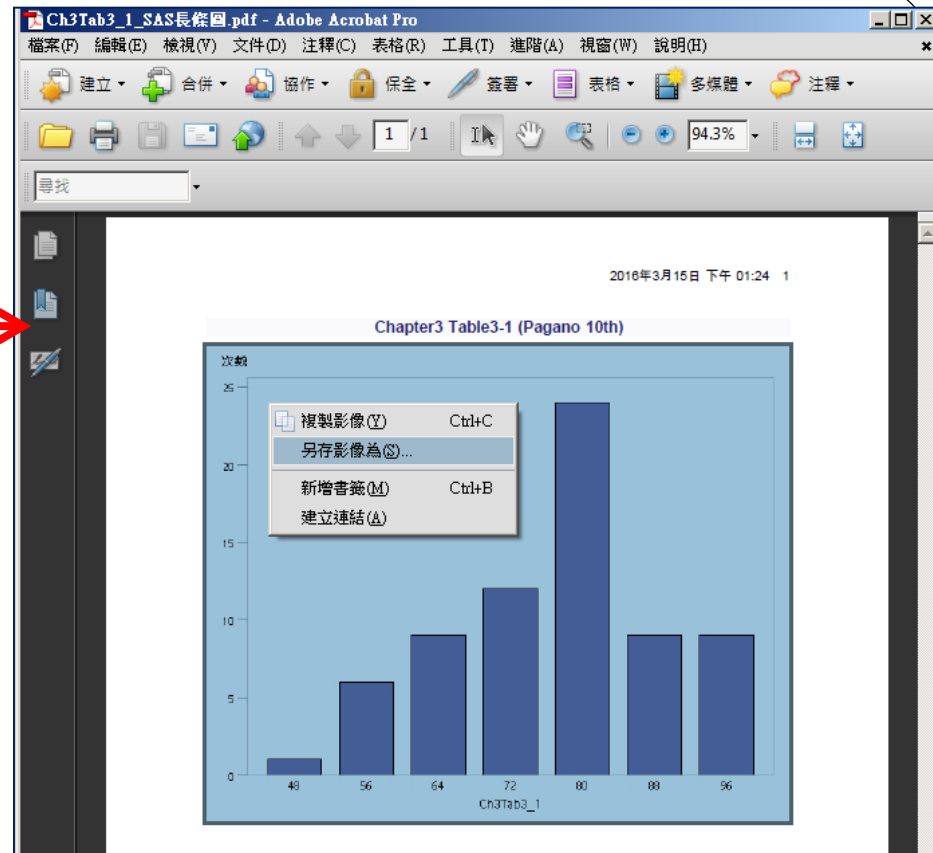 Ch3Tab3_1_SAS長條圖.pdf - Adobe Acrobat Pro
檔案(F) 編輯(E) 檢視(V) 文件(D) 注釋(C) 表格(R) 工具(T) 進階(A) 視窗(W) 說明(H)
建立 合併 協作 保全 簽署 表格 多媒體 注釋
1 /1 94.3%
尋找
2016年3月15日 下午 01:24 1
Chapter3 Table3-1 (Pagano 10th)
次數
25
複製影像(Y) Ctrl+C
另存影像為(S)...
20
新增書籤(M) Ctrl+B
建立連結(A)
15
10
5
0
48 56 64 72 80 88 96
Ch3Tab3_1